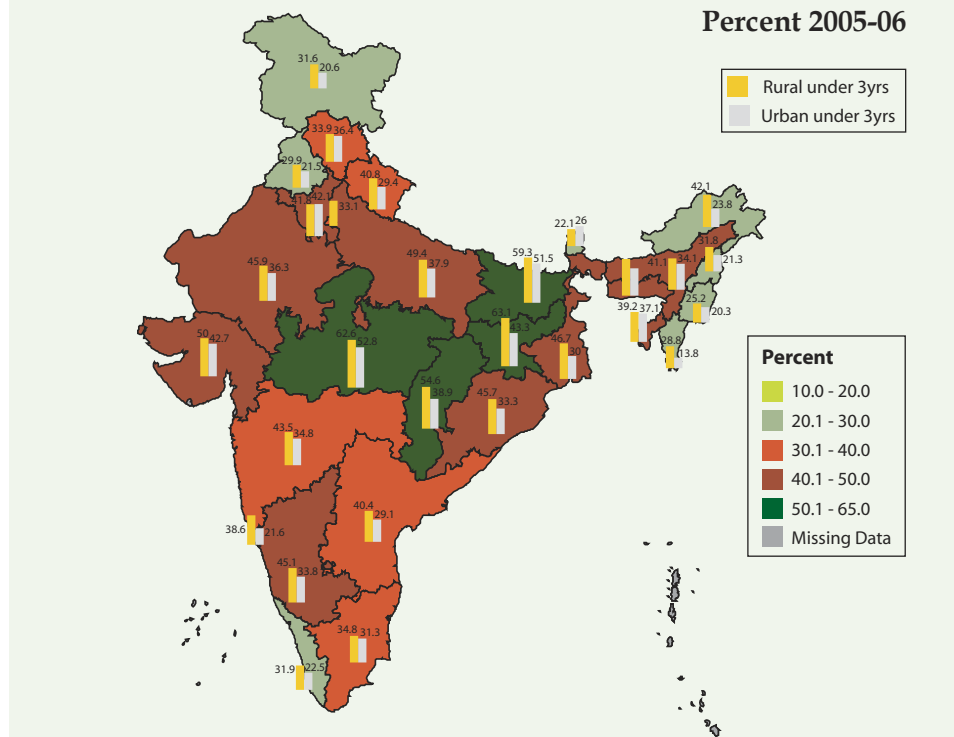 Percent 2005-06
Rural under 3yrs
Urban under 3yrs
31.6 20.6
33.9 36.4
29.9 21.5
40.8 29.4
41.8 42.1
33.1
42.1 23.8
22.1 26
59.3 51.5
49.4 37.9
45.9 36.3
41.1 34.1
31.8 21.3
25.2 20.3
39.2 37.1
28.8 13.8
63.1 43.3
50 42.7
62.6 52.8
46.7 30
54.6 38.9
45.7 33.3
43.5 34.8
40.4 29.1
38.6 21.6
45.1 33.8
34.8 31.3
31.9 22.5
Percent
10.0 - 20.0
20.1 - 30.0
30.1 - 40.0
40.1 - 50.0
50.1 - 65.0
Missing Data